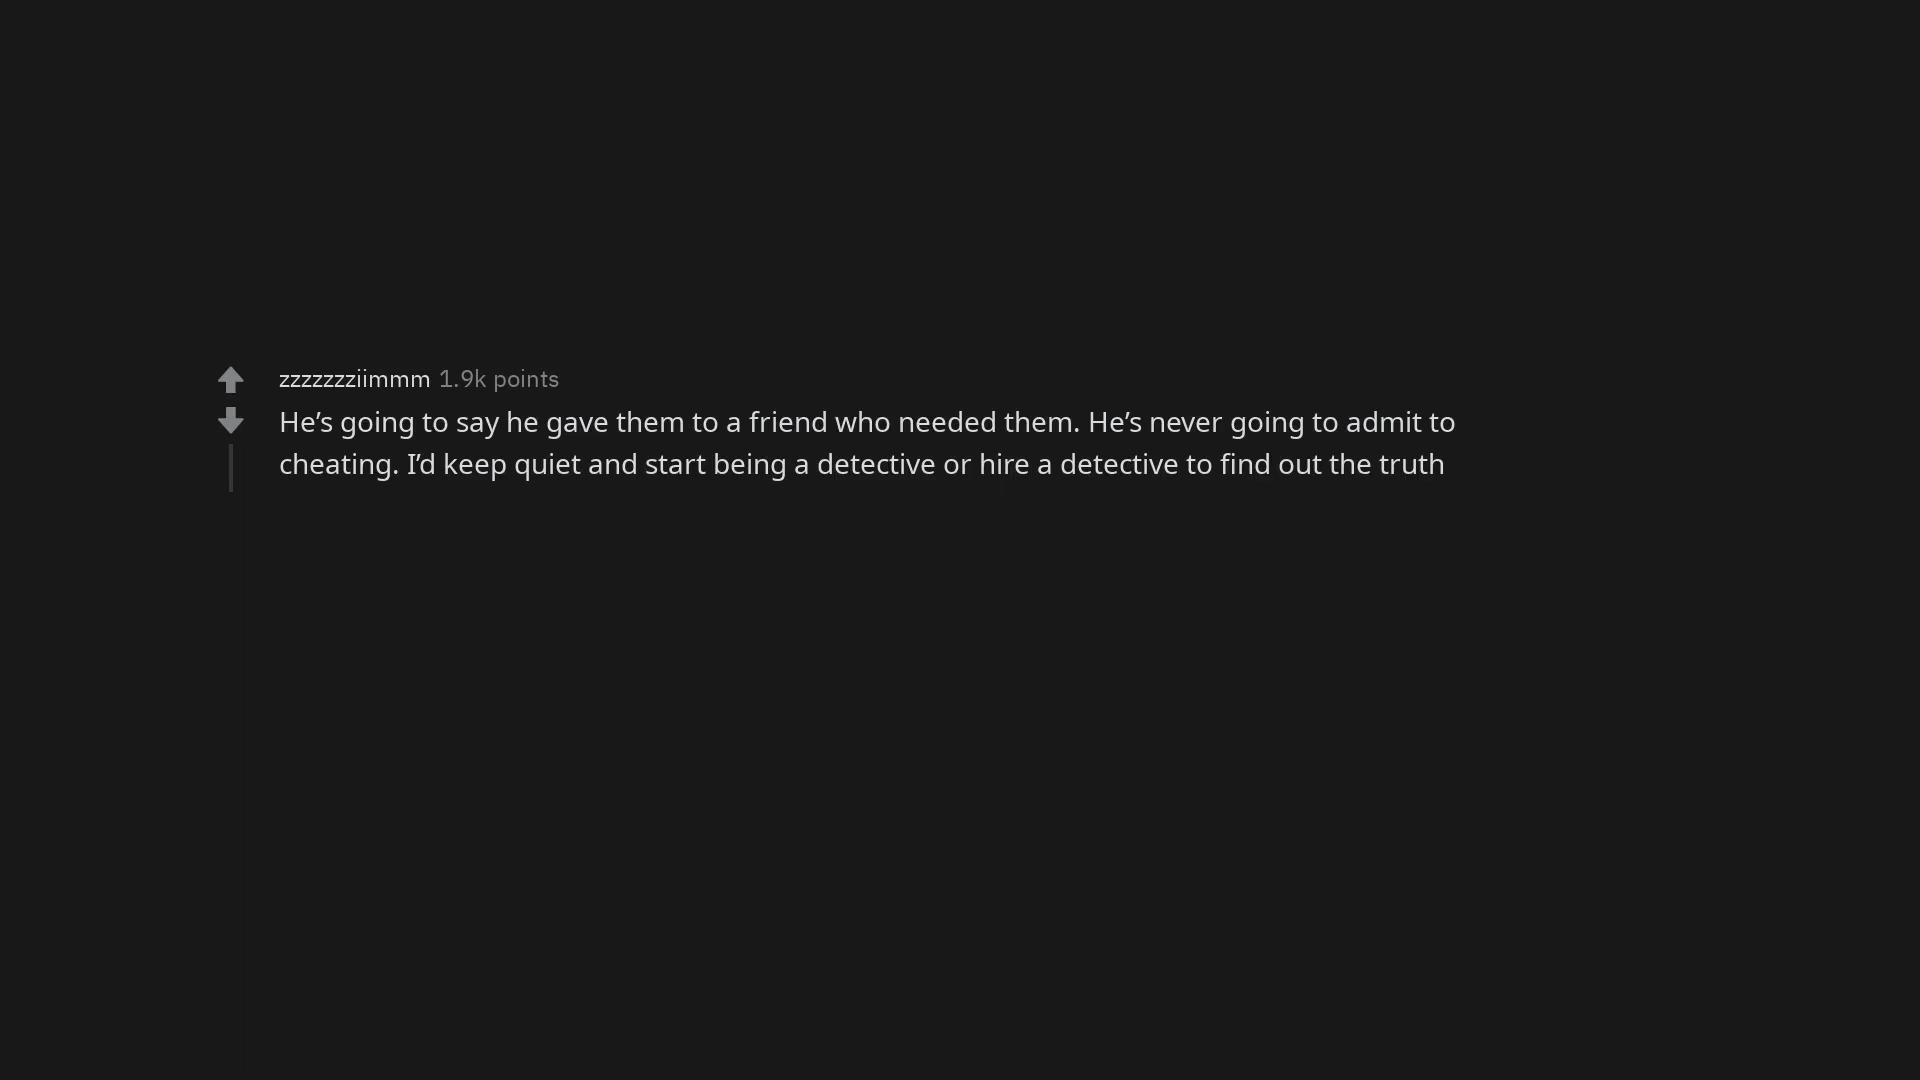 zzzzzzziimmm 1.9k points
He’s going to say he gave them to a friend who needed them. He’s never going to admit to
cheating. I’d keep quiet and start being a detective or hire a detective to find out the truth